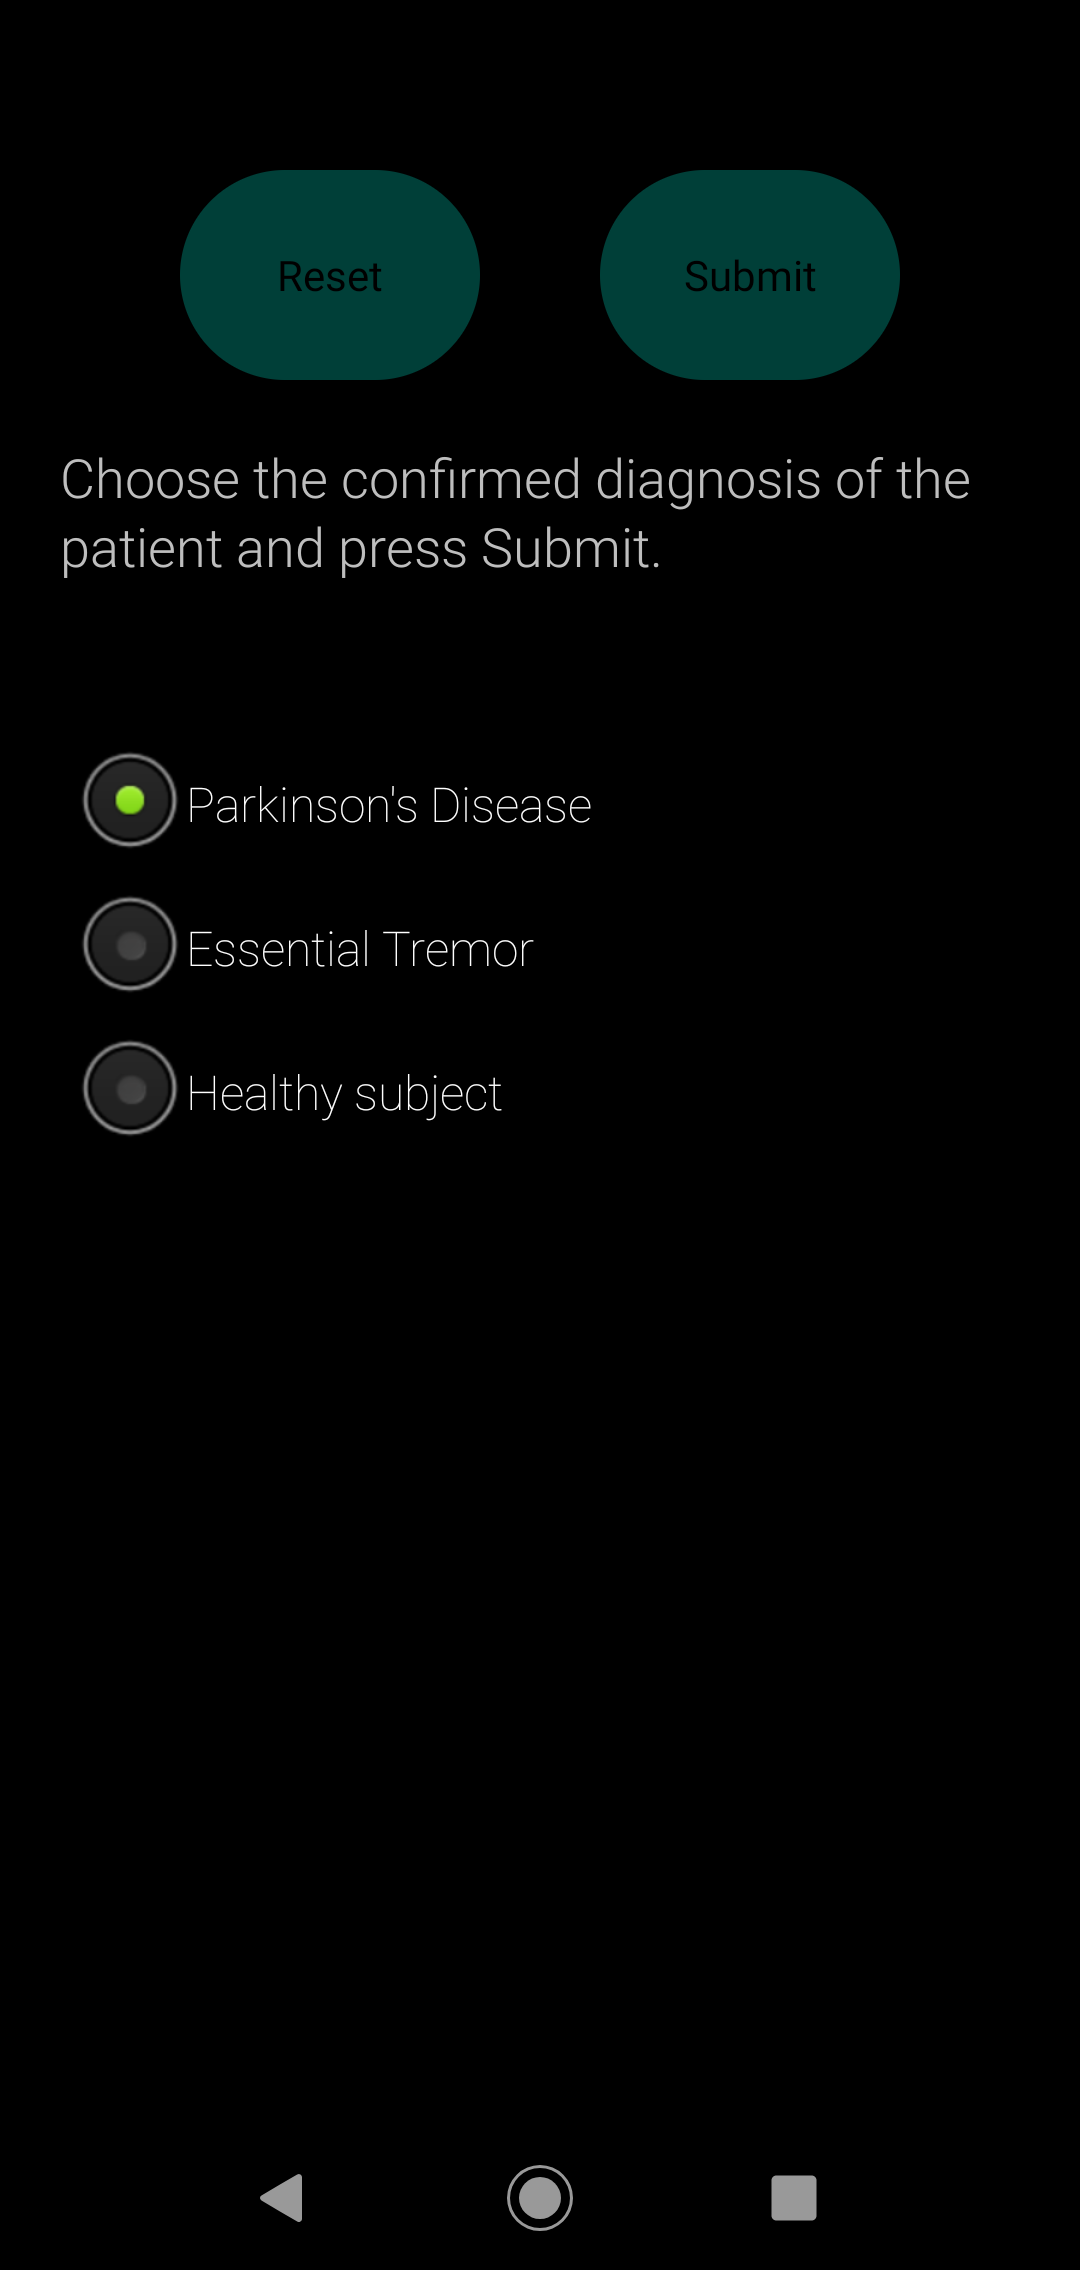 Reset
Submit
Choose the confirmed diagnosis of the
patient and press Submit.
Parkinson's Disease
Essential Tremor
Healthy subject